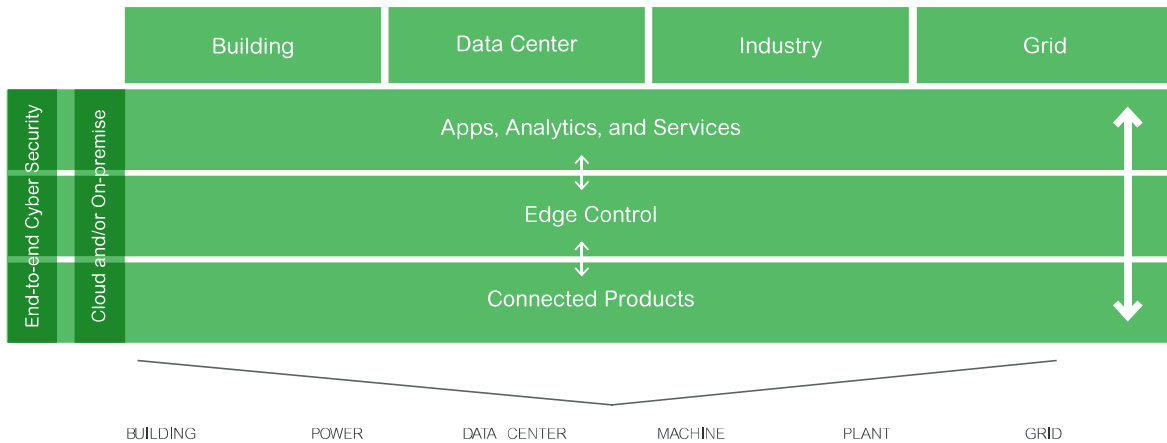 Building Data Center Industry Grid
End-to-end Cyber Security
Cloud and/or On-premise
Apps, Analytics, and Services
Edge Control
Connected Products
BUILDING POWER DATA CENTER MACHINE PLANT GRID